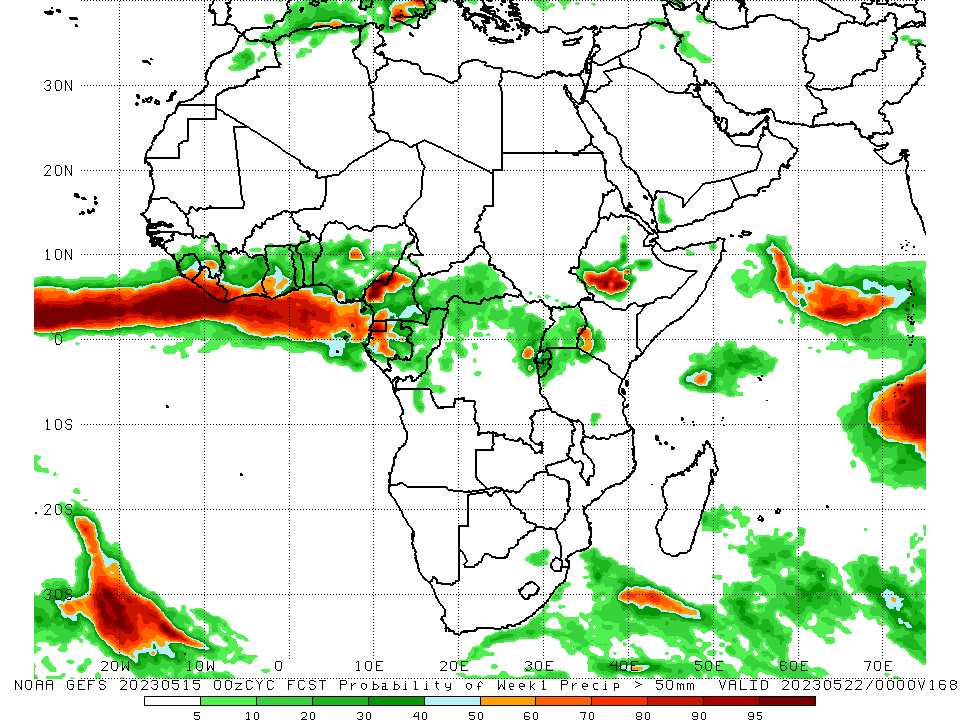 30N
20N
10N
0
10S
20S
30S
20W 10W 0 10E 20E 30E 40E 50E 60E 70E
NOAA GEFS 20230515 00zCYC FCST Probability of Week1 Precip > 50mm VALID 20230522/0000V168
5 10 20 30 40 50 60 70 80 90 95